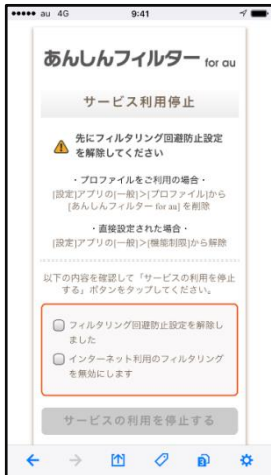 au 4G 9:41
あんしんフィルター for au
サービス利用停止
先にフィルタリング回避防止設定
を解除してください
・プロファイルをご利用の場合・
[設定]アプリの[一般]>[プロファイル]から
[あんしんフィルター for au] を削除
・直接設定された場合・
[設定]アプリの[一般]>[機能制限]から解除
以下の内容を確認して「サービスの利用を停止
する」ボタンをタップしてください。
フィルタリング回避防止設定を解除し
ました
インターネット利用のフィルタリング
を無効にします
サービスの利用を停止する